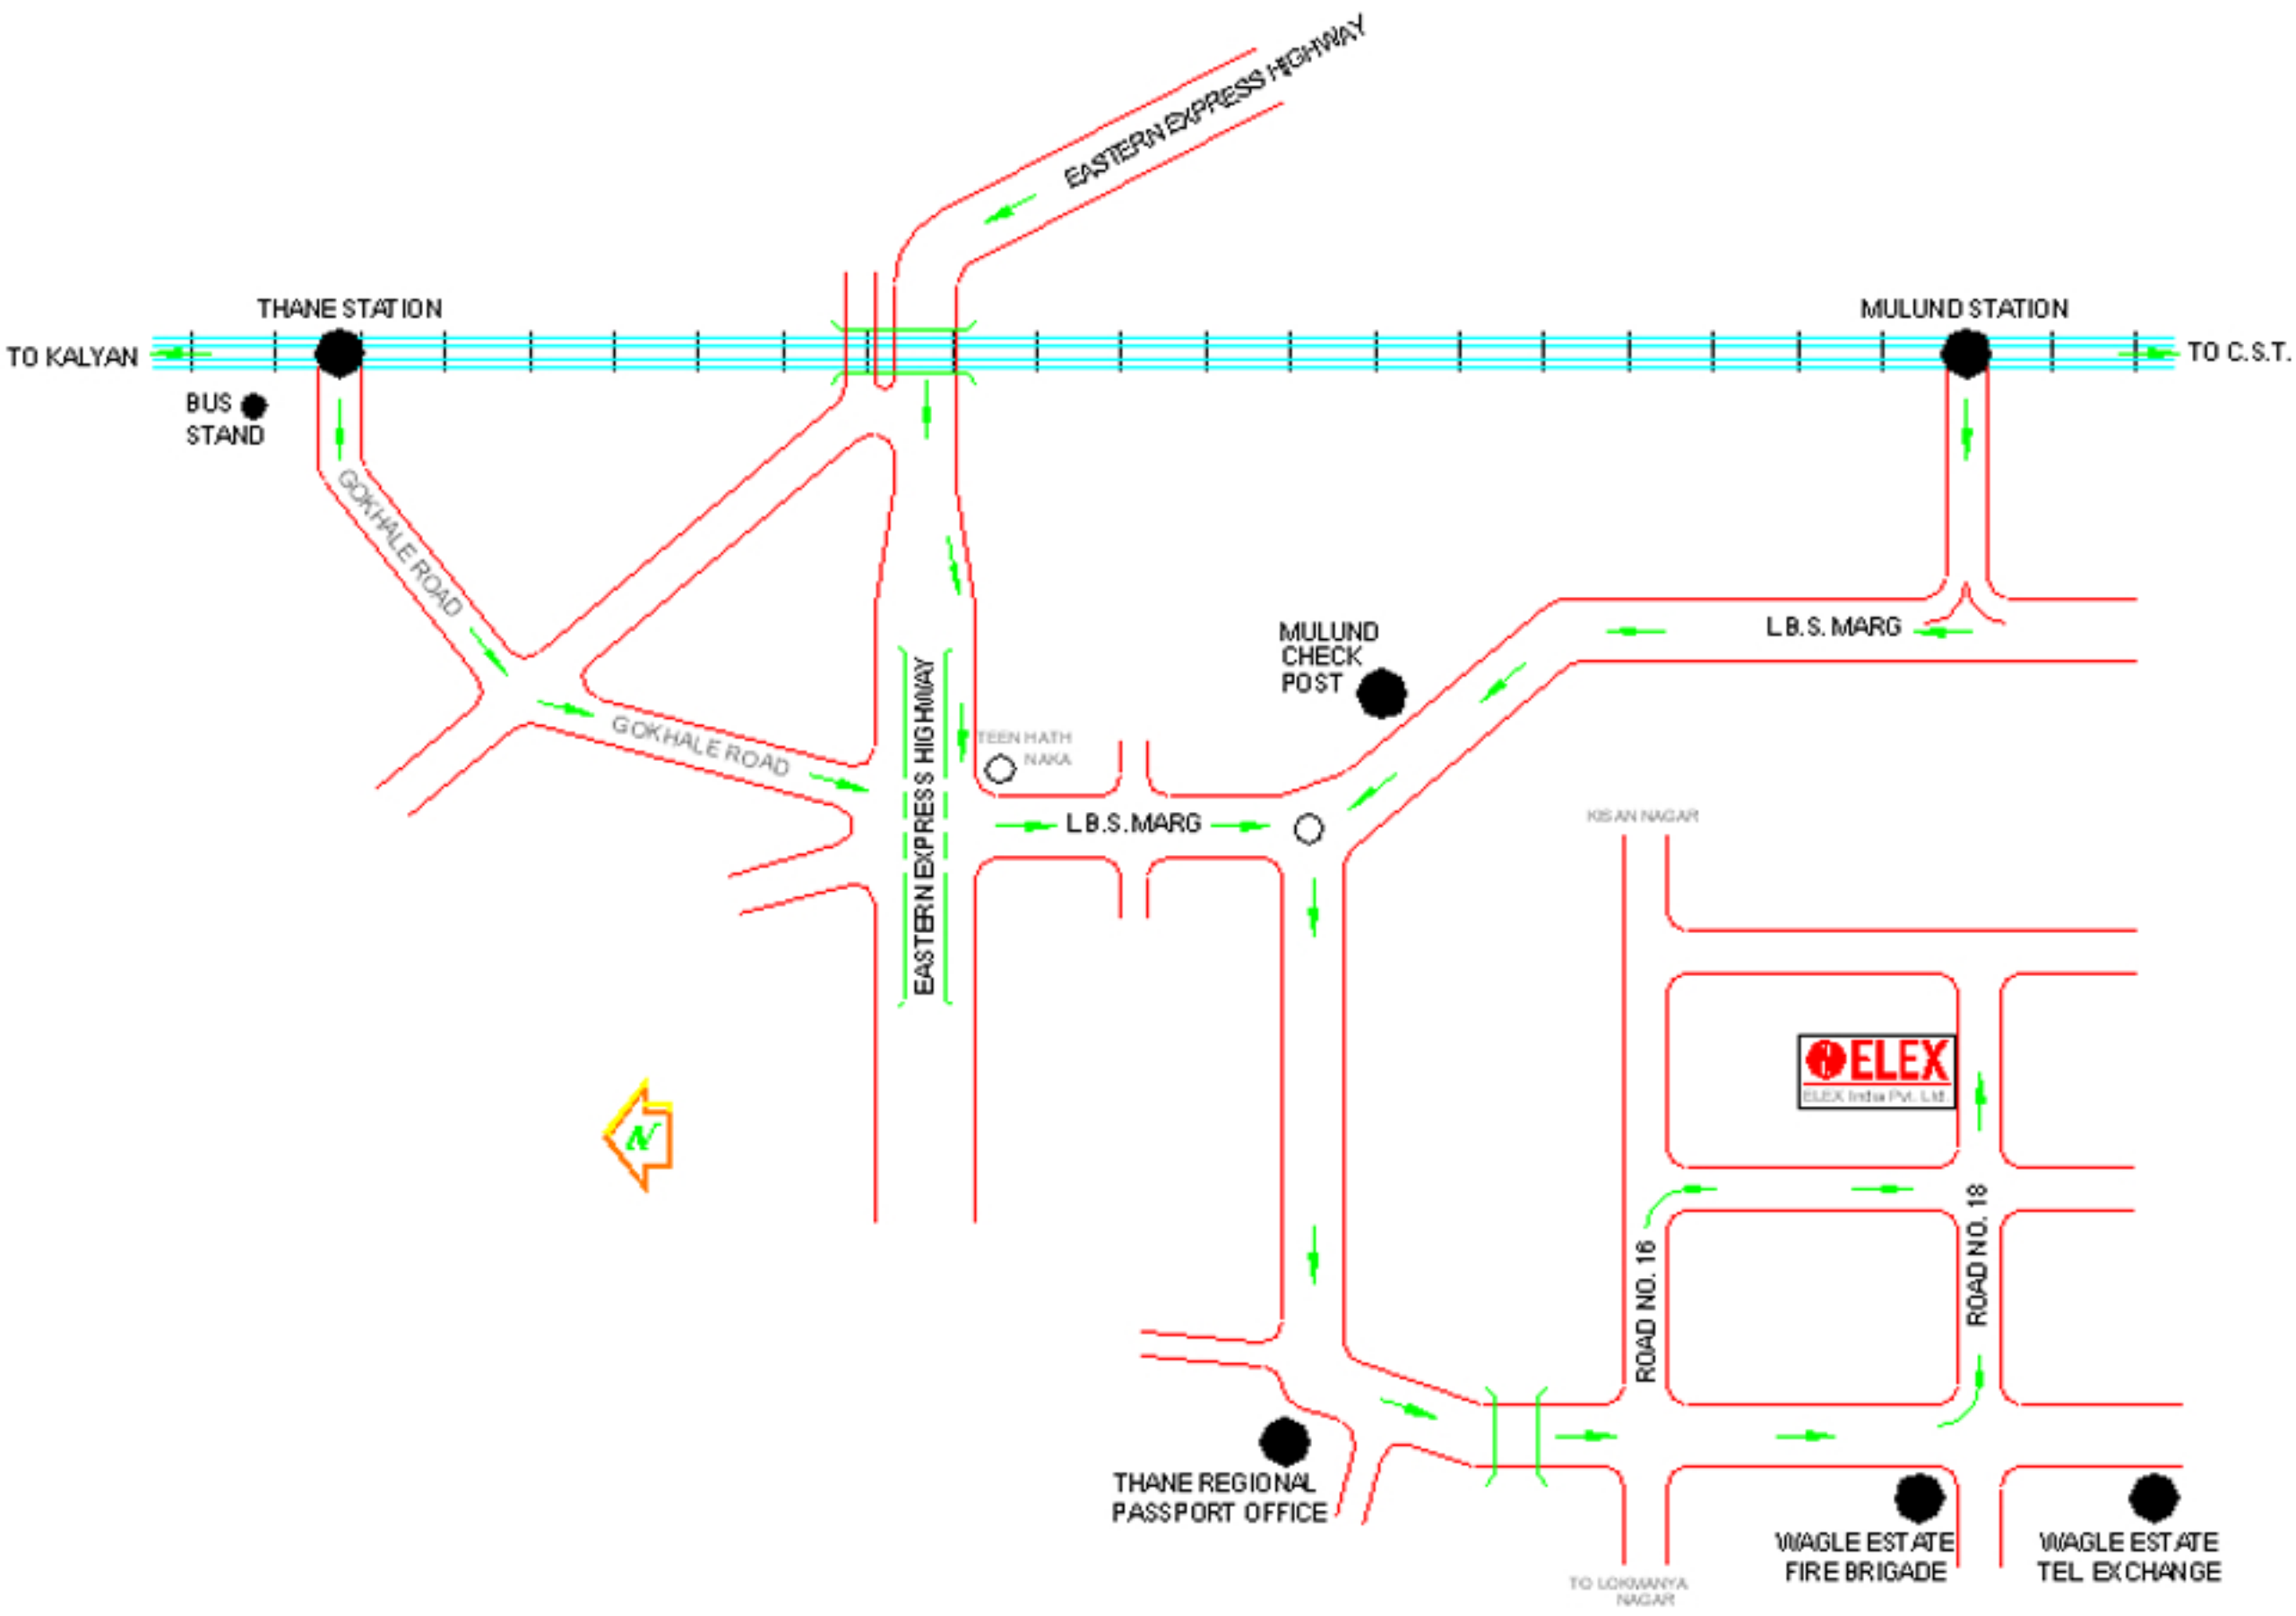 EASTERN EXPRESS HIGHWAY
THANE STATION
MULUND STATION
TO KALYAN
TO C.S.T.
BUS
STAND
GOKHALE ROAD
MULUND
CHECK
POST
L.B.S. MARG
GOKHALE ROAD
EASTERN EXPRESS HIGHWAY
TEEN HATH
NAKA
L.B.S. MARG
KISAN NAGAR
ELEX
ELEX India Pvt. Ltd.
N
ROAD NO. 16
ROAD NO. 18
THANE REGIONAL
PASSPORT OFFICE
WAGLE ESTATE
FIRE BRIGADE
WAGLE ESTATE
TEL EXCHANGE
TO LOKMANYA
NAGAR